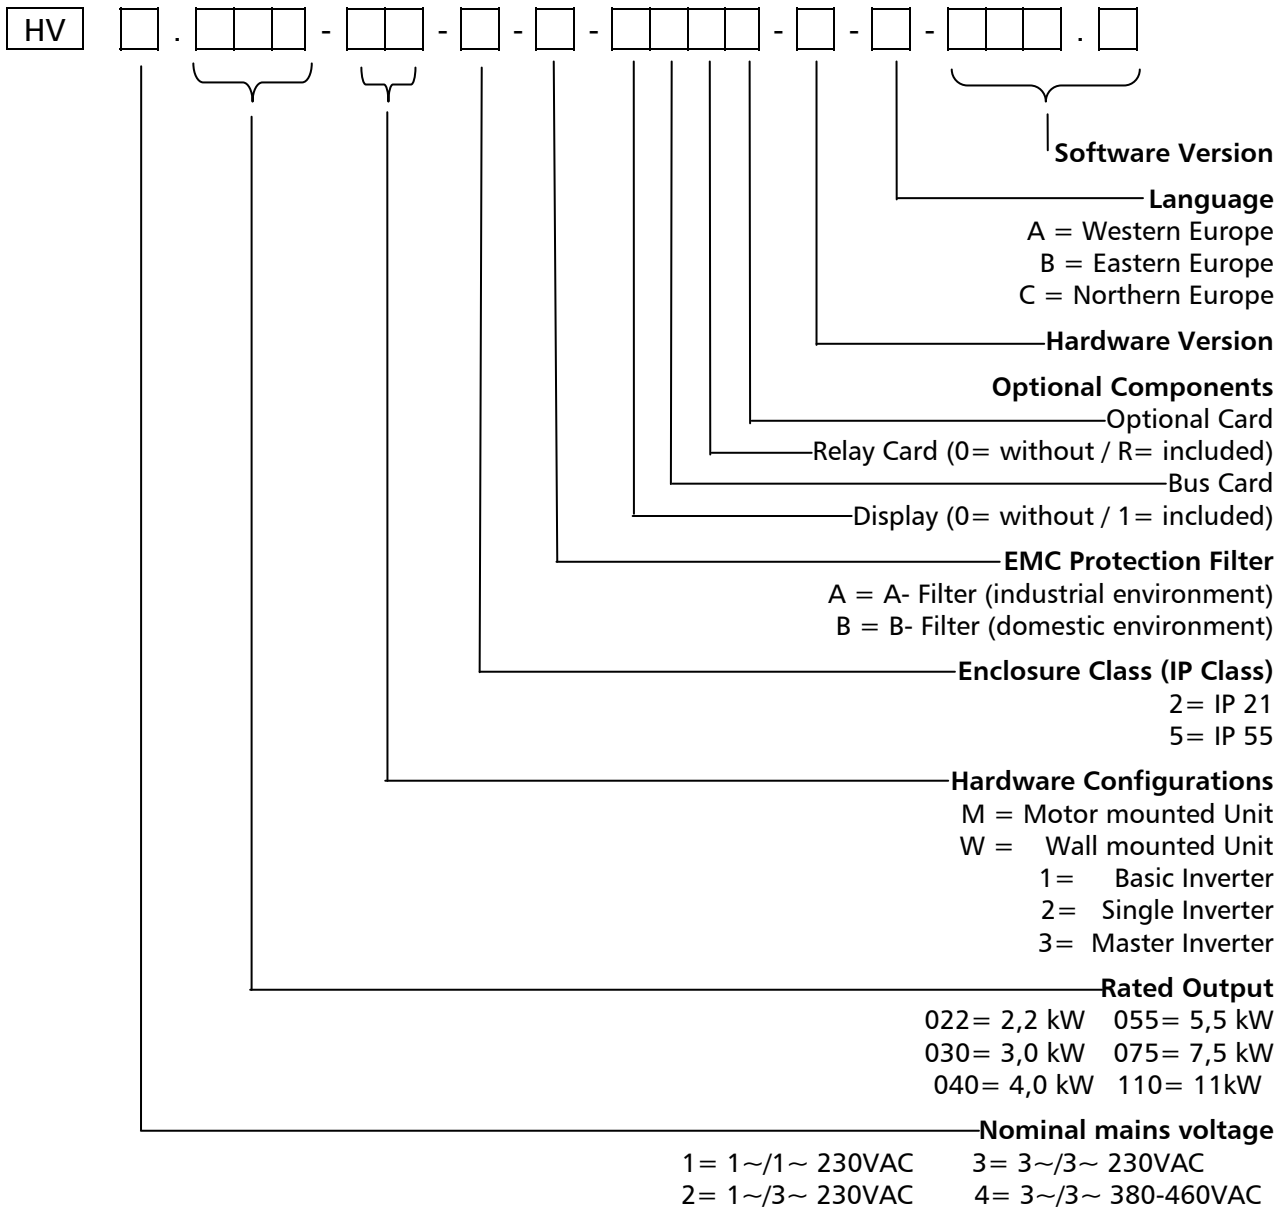 HV . - - - - - - .
Software Version
Language
A = Western Europe
B = Eastern Europe
C = Northern Europe
Hardware Version
Optional Components
Optional Card
Relay Card (0= without / R= included)
Bus Card
Display (0= without / 1= included)
EMC Protection Filter
A = A- Filter (industrial environment)
B = B- Filter (domestic environment)
Enclosure Class (IP Class)
2= IP 21
5= IP 55
Hardware Configurations
M = Motor mounted Unit
W = Wall mounted Unit
1= Basic Inverter
2= Single Inverter
3= Master Inverter
Rated Output
022= 2,2 kW 055= 5,5 kW
030= 3,0 kW 075= 7,5 kW
040= 4,0 kW 110= 11kW
Nominal mains voltage
1= 1~/1~ 230VAC 3= 3~/3~ 230VAC
2= 1~/3~ 230VAC 4= 3~/3~ 380-460VAC